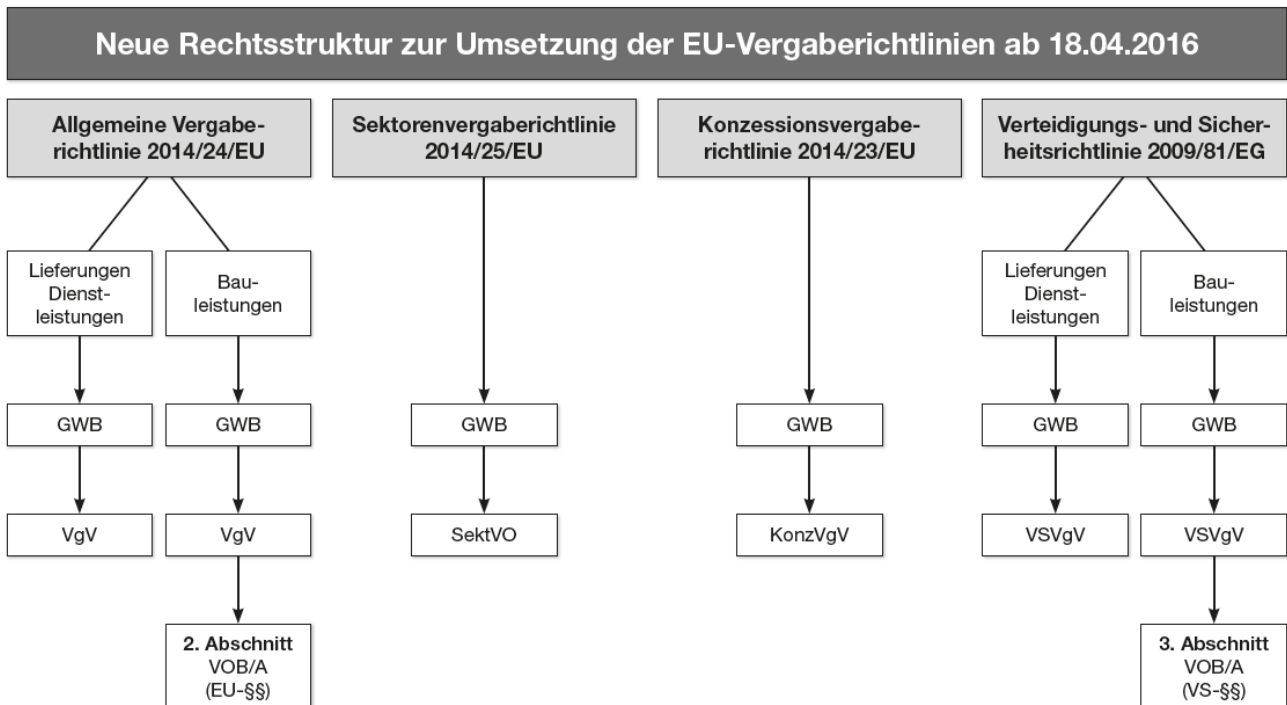 Neue Rechtsstruktur zur Umsetzung der EU-Vergaberichtlinien ab 18.04.2016
Allgemeine Vergabe-
richtlinie 2014/24/EU
Sektorenvergaberichtlinie
2014/25/EU
Konzessionsvergabe-
richtlinie 2014/23/EU
Verteidigungs- und Sicher-
heitsrichtlinie 2009/81/EG
Lieferungen
Dienst-
leistungen
Bau-
leistungen
Lieferungen
Dienst-
leistungen
Bau-
leistungen
GWB
GWB
GWB
GWB
GWB
GWB
VgV
VgV
SektVO
KonzVgV
VSVgV
VSVgV
2. Abschnitt
VOB/A
(EU-§§)
3. Abschnitt
VOB/A
(VS-§§)